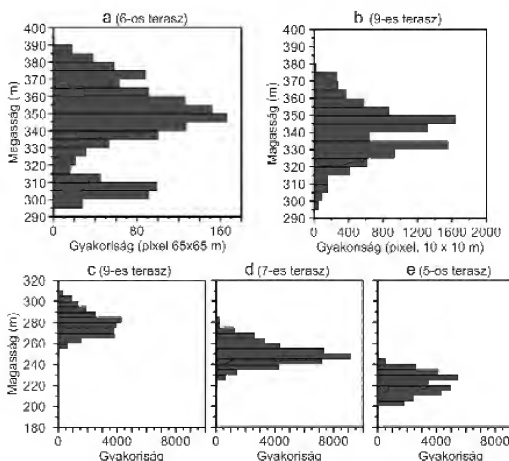 a (6-os terasz)
400
390
380
370
360
350
340
330
320
310
300
290
Magasság (m)
0 40 80 120 160
Gyakoriság (pixel 65x65 m)
b (9-es terasz)
400
390
380
370
360
350
340
330
320
310
300
290
Magasság (m)
0 400 800 1200 1600 2000
Gyakoriság (pixel, 10 x 10 m)
c (9-es terasz)
320
300
280
260
240
220
200
180
Magasság (m)
0 4000 8000
Gyakoriság
d (7-es terasz)
0 4000 8000
Gyakoriság
e (5-ös terasz)
0 4000 8000
Gyakoriság